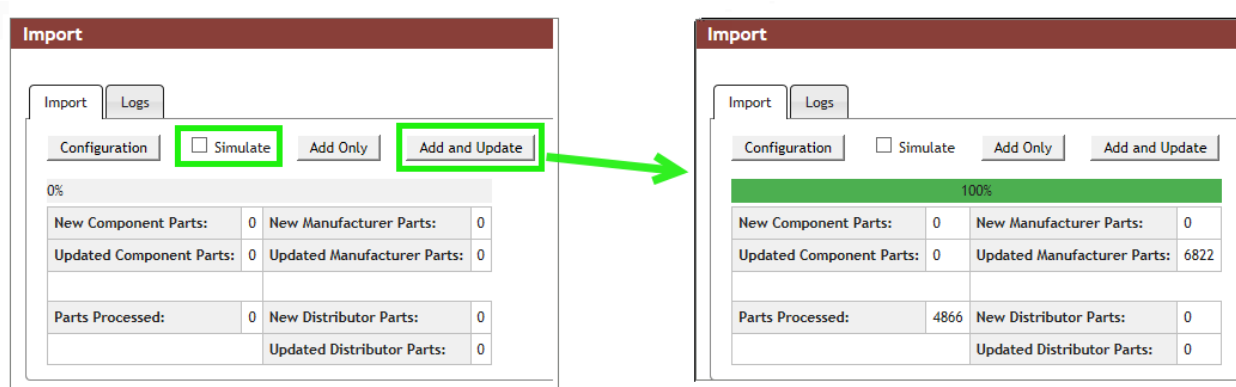 Import
Import Logs
Configuration Simulate Add Only Add and Update
0%
New Component Parts: 0 New Manufacturer Parts: 0
Updated Component Parts: 0 Updated Manufacturer Parts: 0
Parts Processed: 0 New Distributor Parts: 0
Updated Distributor Parts: 0
Import
Import Logs
Configuration Simulate Add Only Add and Update
100%
New Component Parts: 0 New Manufacturer Parts: 0
Updated Component Parts: 0 Updated Manufacturer Parts: 6822
Parts Processed: 4866 New Distributor Parts: 0
Updated Distributor Parts: 0